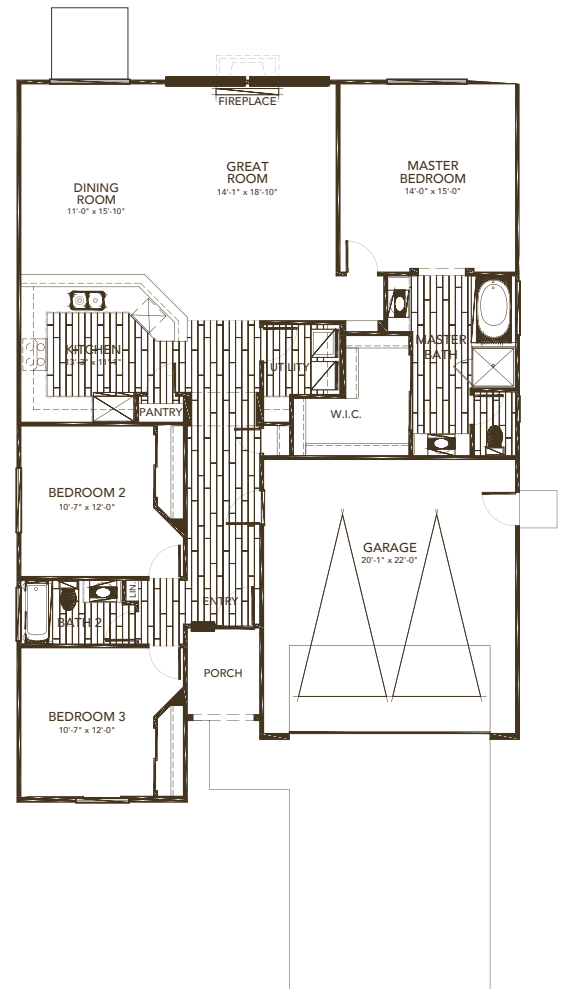 FIREPLACE
GREAT
ROOM
14'-1" x 18'-10"
MASTER
BEDROOM
14'-0" x 15'-0"
DINING
ROOM
11'-0" x 15'-10"
KITCHEN
UTILITY
MASTER
BATH
PANTRY
W.I.C.
BEDROOM 2
10'-7" x 12'-0"
GARAGE
20'-1" x 22'-0"
LIN.
ENTRY
BATH 2
PORCH
BEDROOM 3
10'-7" x 12'-0"